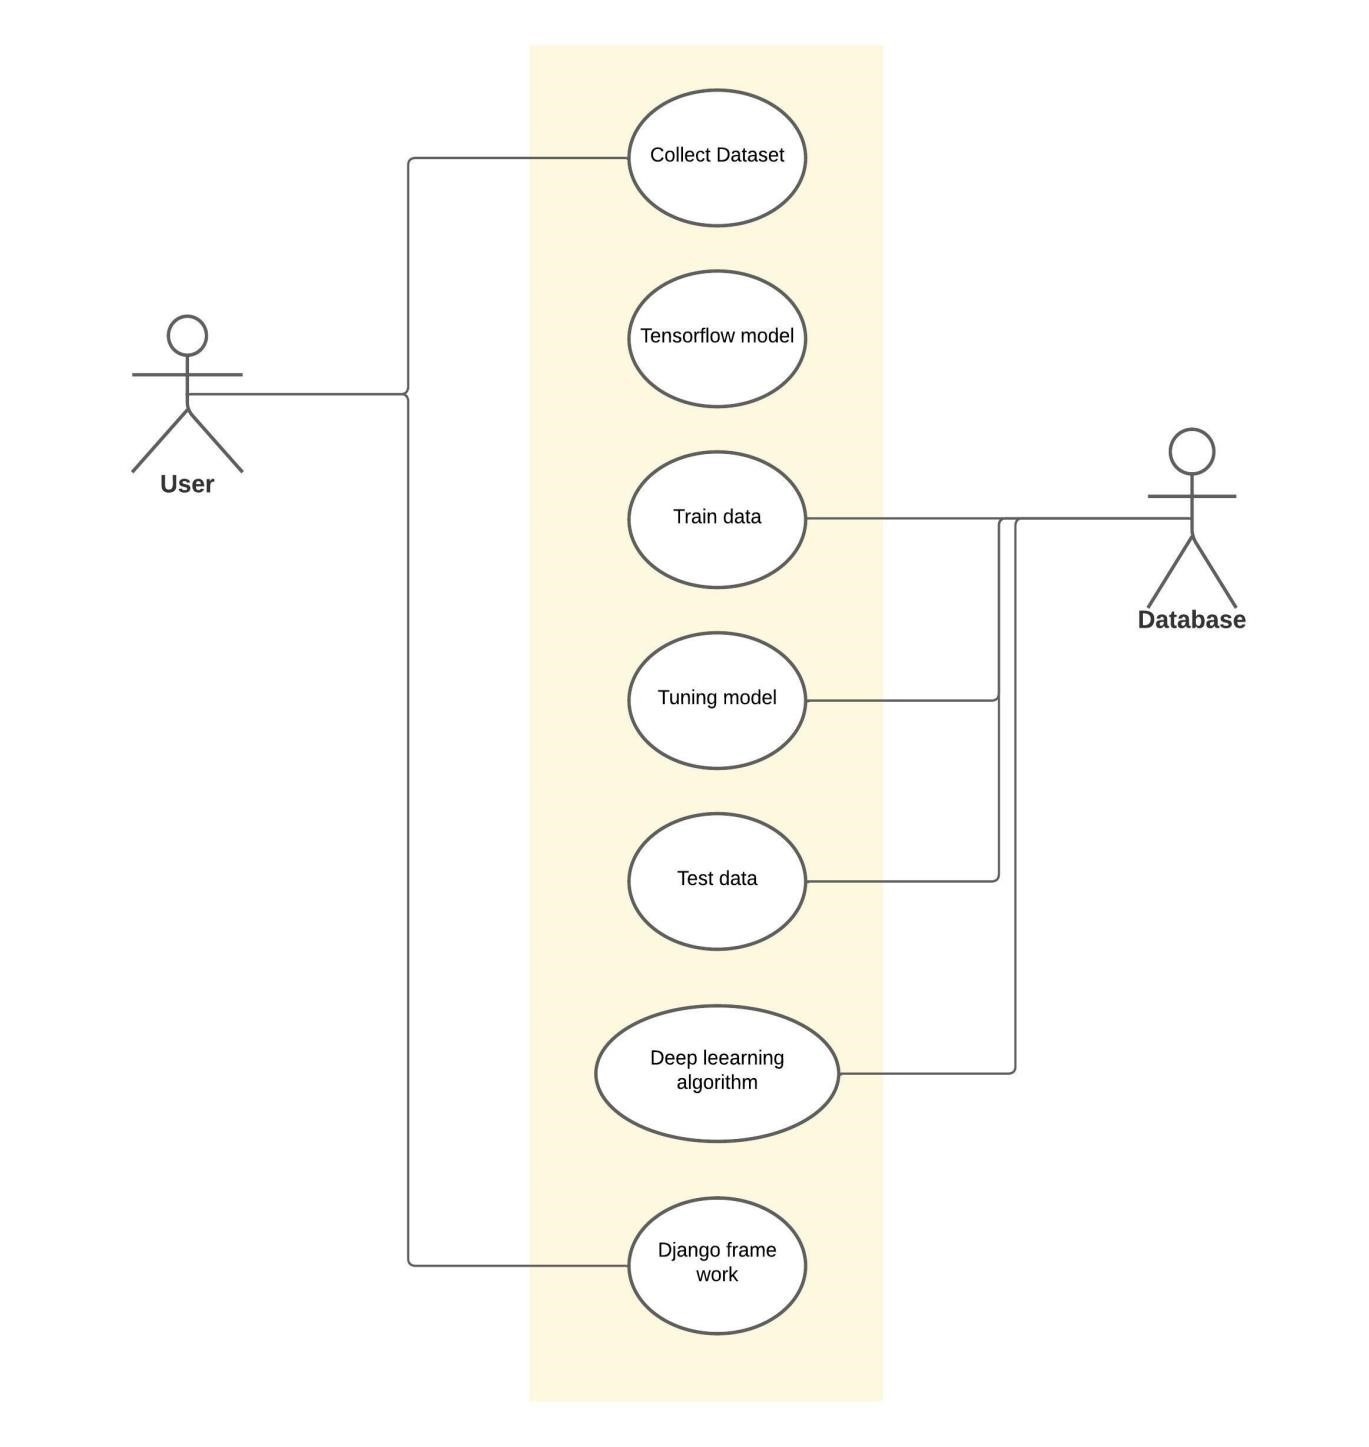 Collect Dataset
Tensorflow model
User
Train data
Database
Tuning model
Test data
Deep leearning
algorithm
Django frame
work